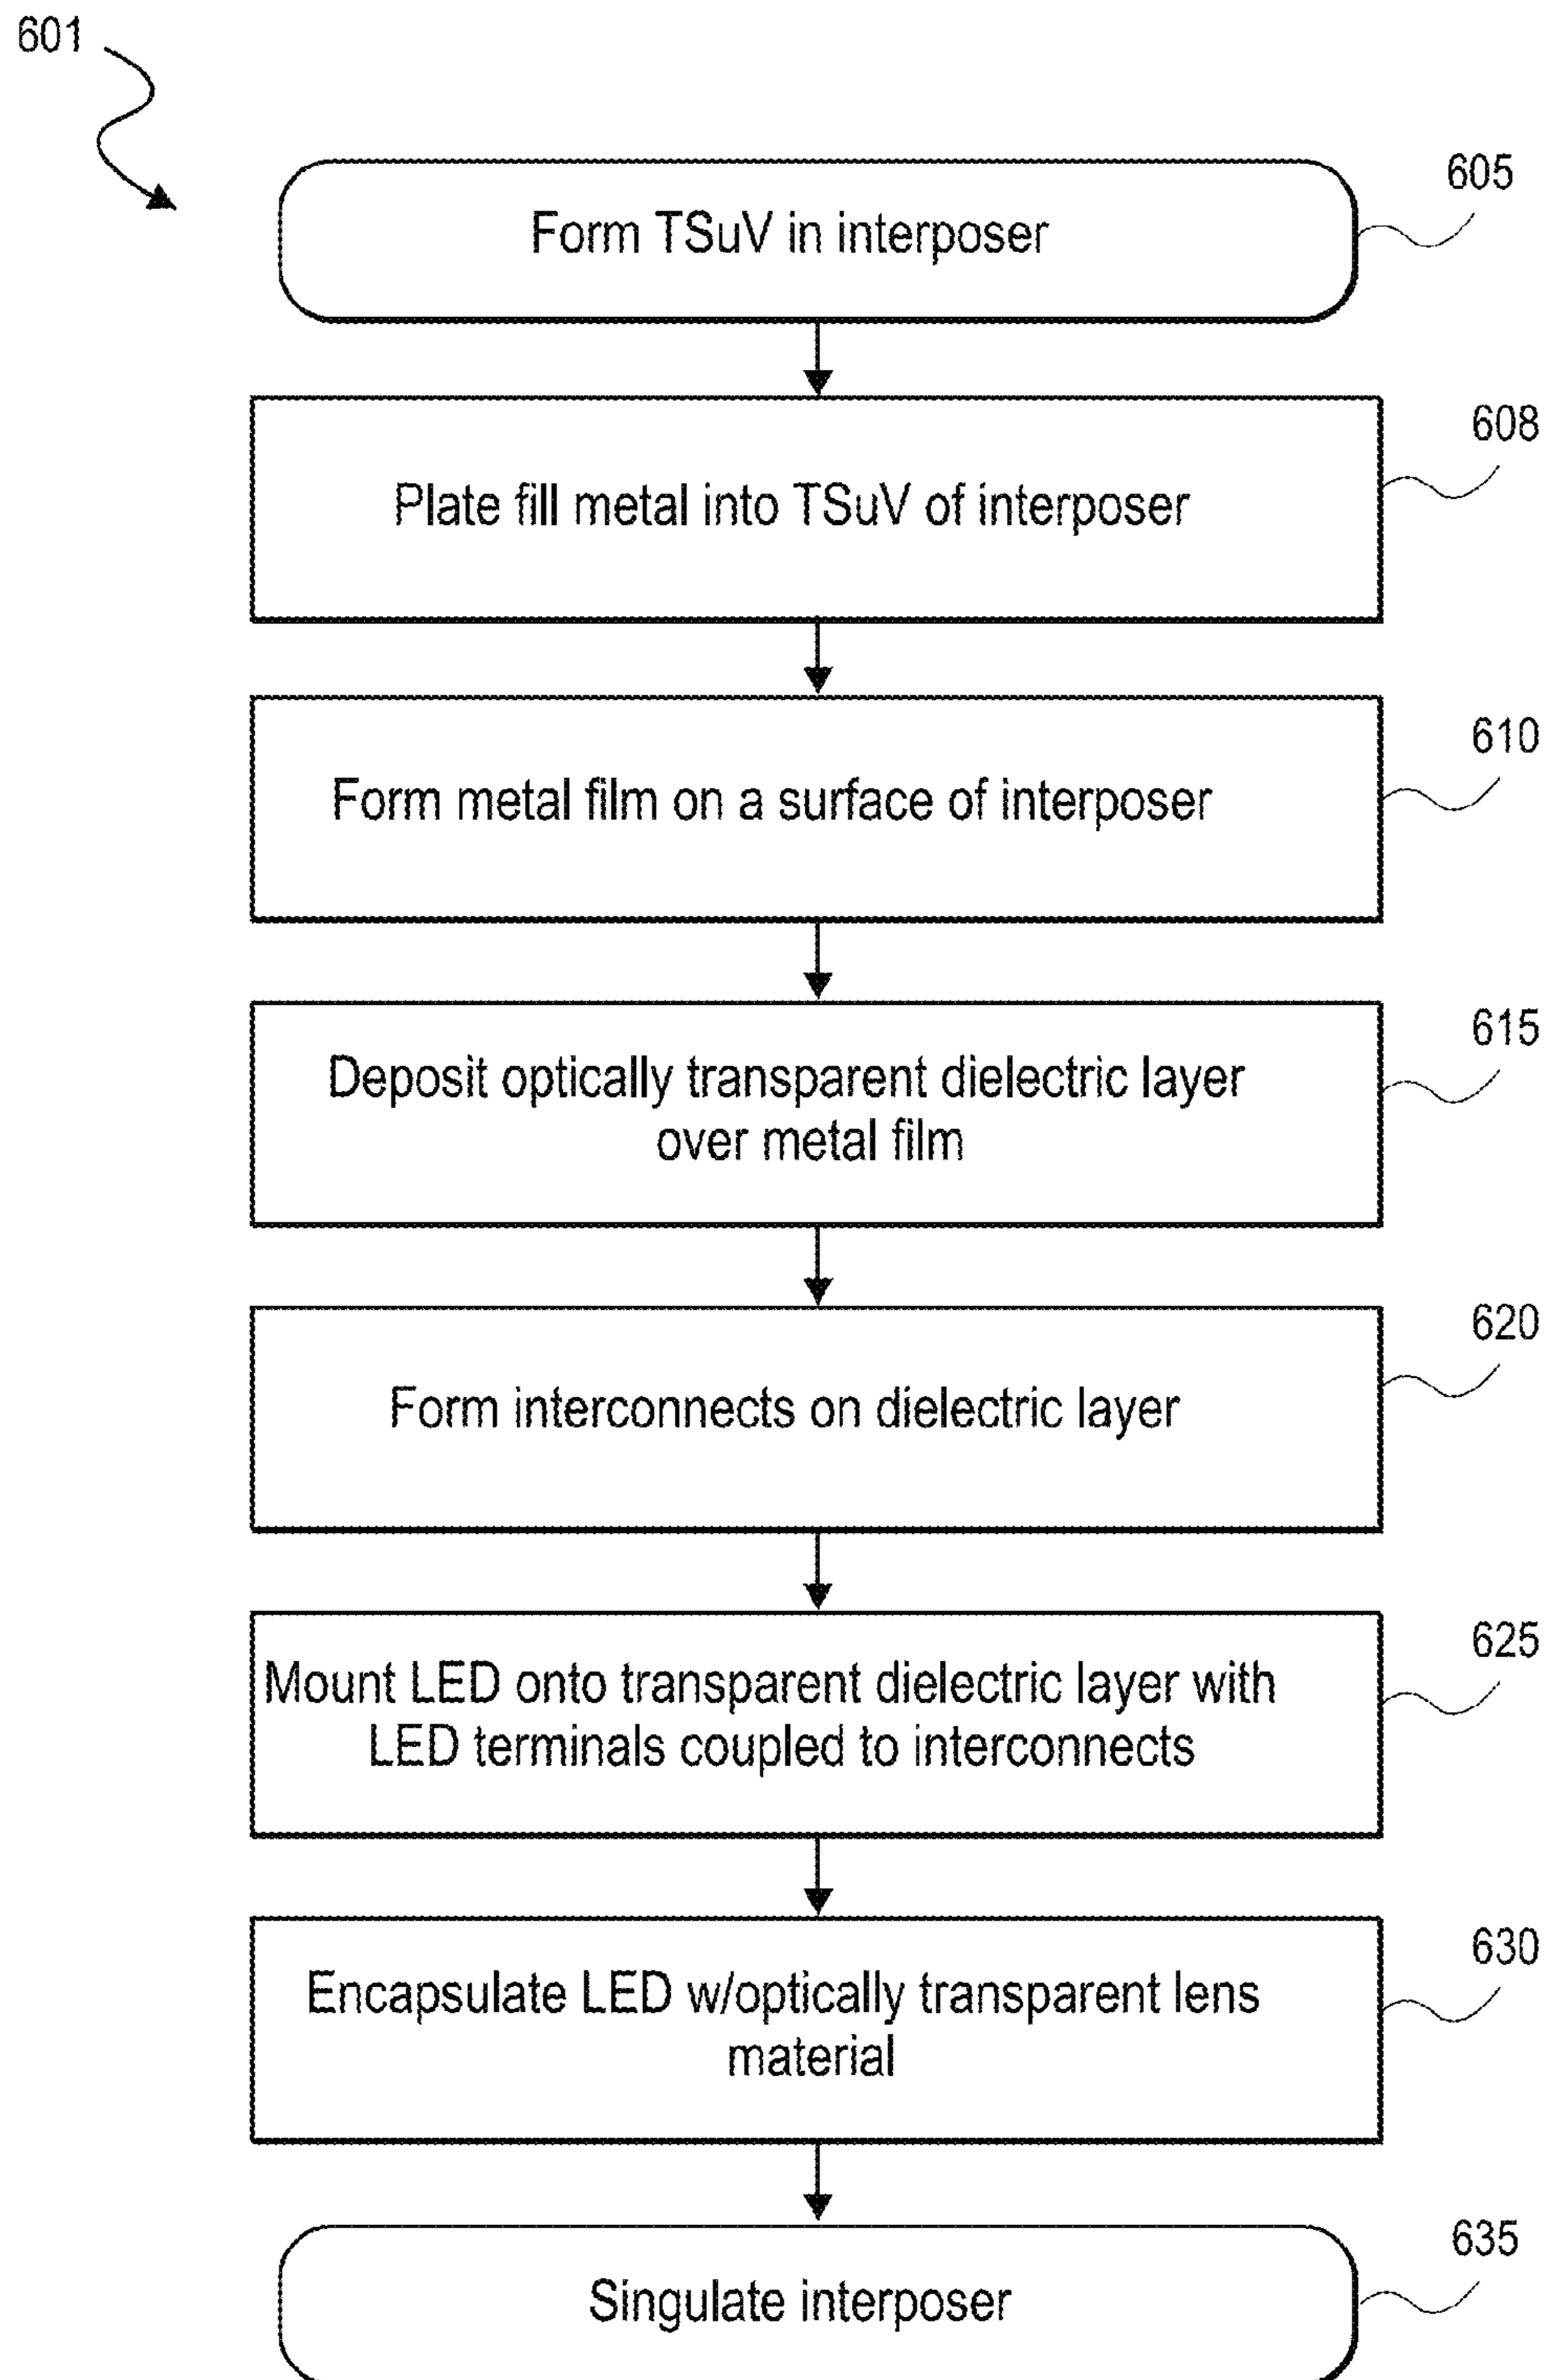 601
605
Form TSuV in interposer
608
Plate fill metal into TSuV of interposer
610
Form metal film on a surface of interposer
615
Deposit optically transparent dielectric layer
over metal film
620
Form interconnects on dielectric layer
625
Mount LED onto transparent dielectric layer with
LED terminals coupled to interconnects
630
Encapsulate LED w/optically transparent lens
material
635
Singulate interposer